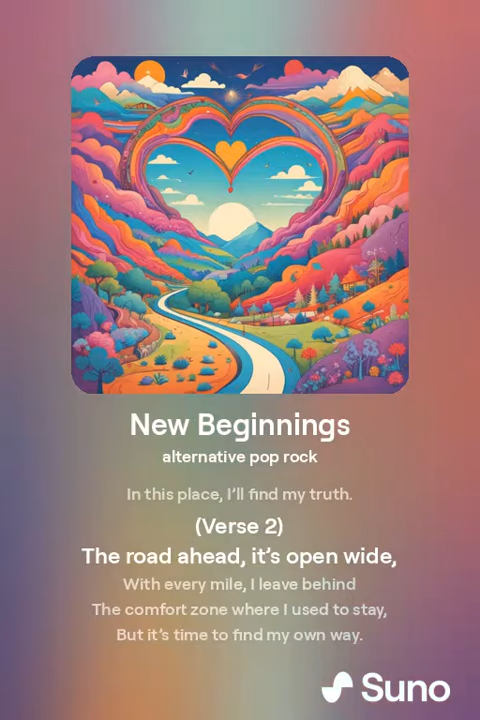 New Beginnings
alternative pop rock
In this place, I’ll find my truth.
(Verse 2)
The road ahead, it’s open wide,
With every mile, I leave behind
The comfort zone where I used to stay,
But it’s time to find my own way.
Suno